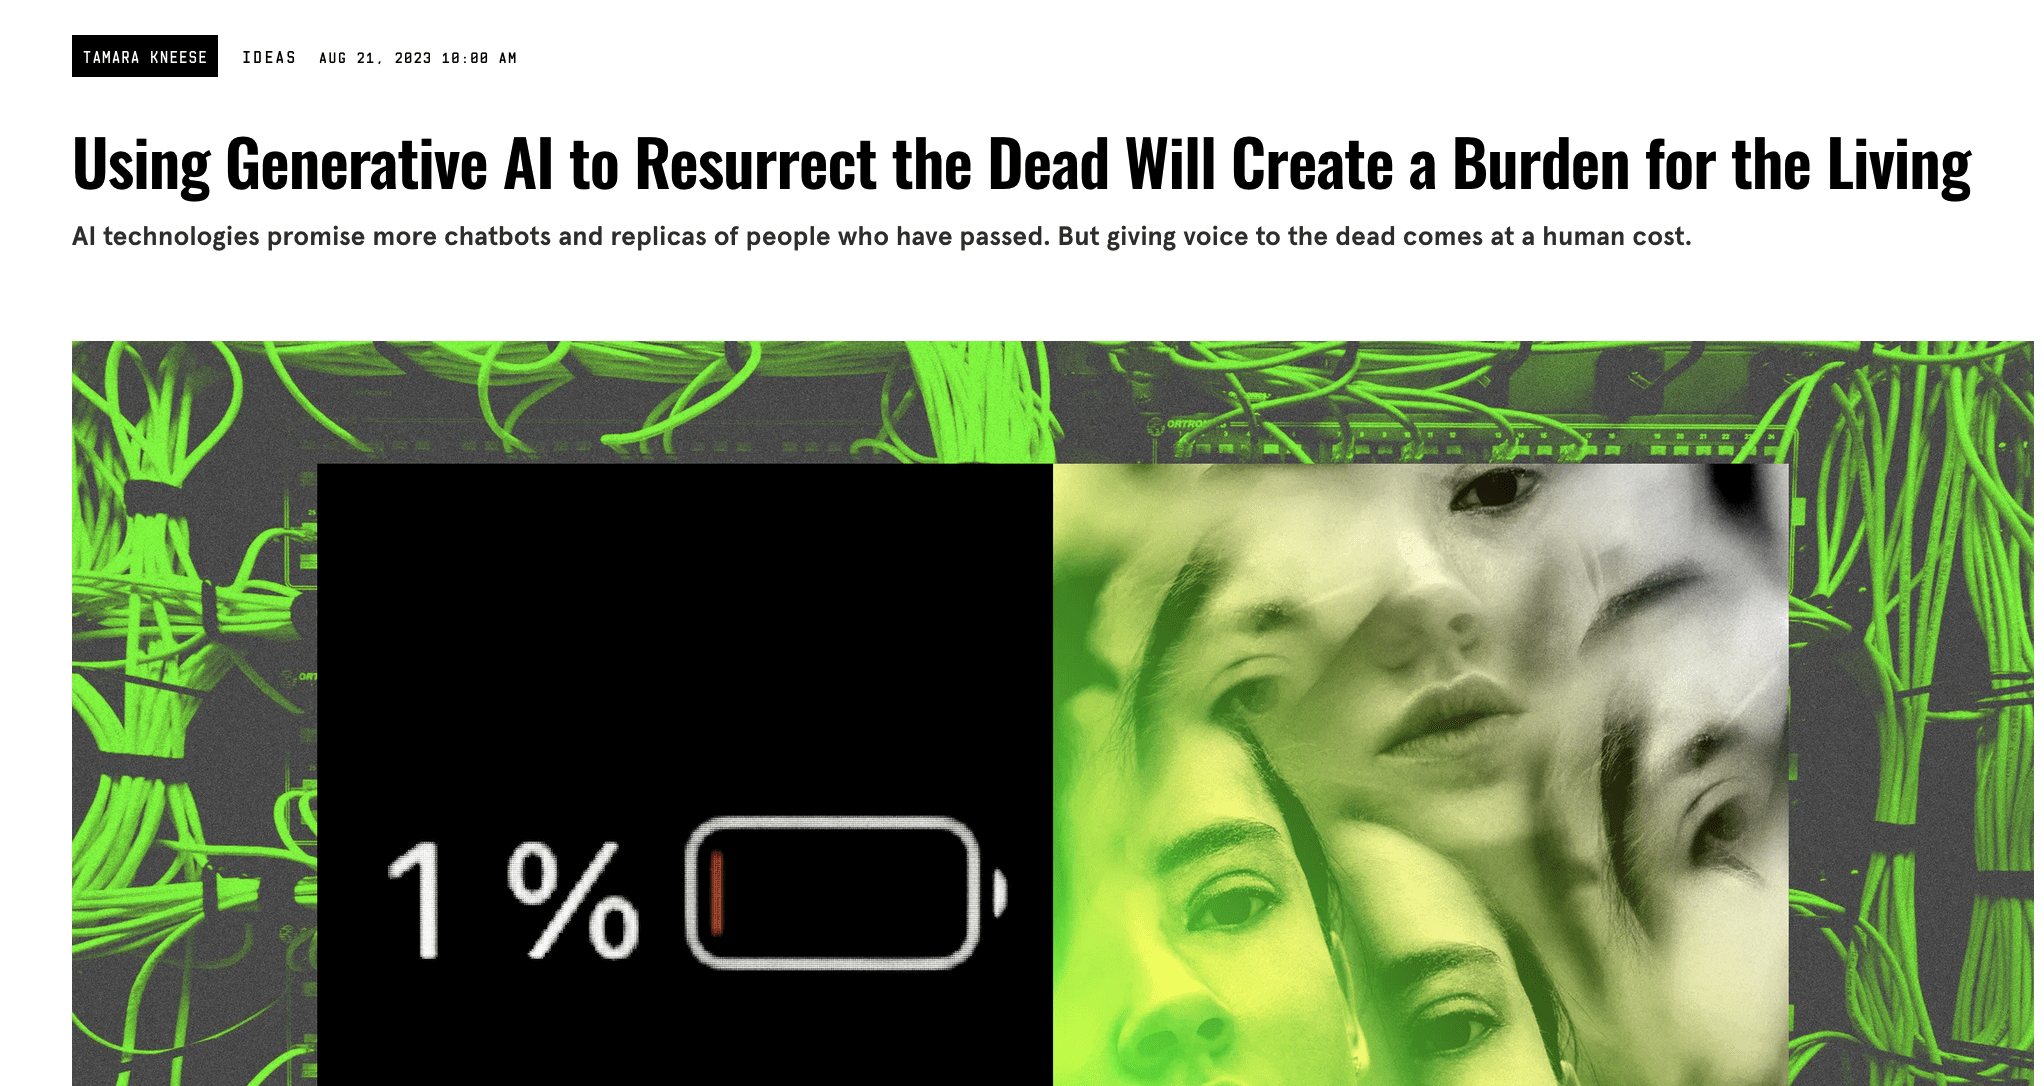 TAMARA KNEESE IDEAS AUG 21, 2023 10:00 AM
Using Generative AI to Resurrect the Dead Will Create a Burden for the Living
AI technologies promise more chatbots and replicas of people who have passed. But giving voice to the dead comes at a human cost.
1%